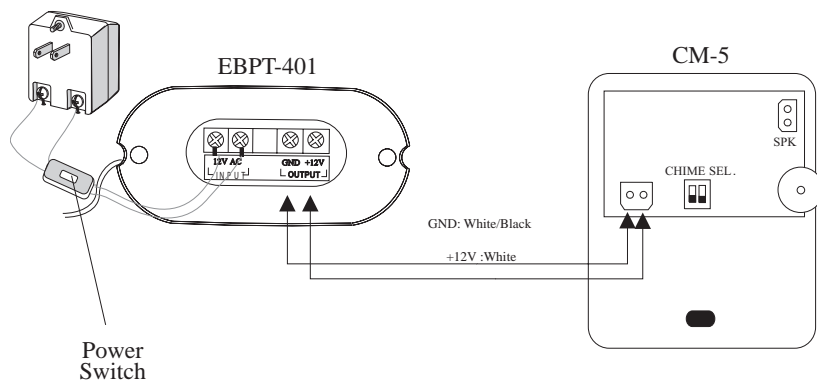 EBPT-401
CM-5
SPK
12V AC
GND +12V
INPUT
OUTPUT
CHIME SEL.
GND: White/Black
+12V :White
Power
Switch